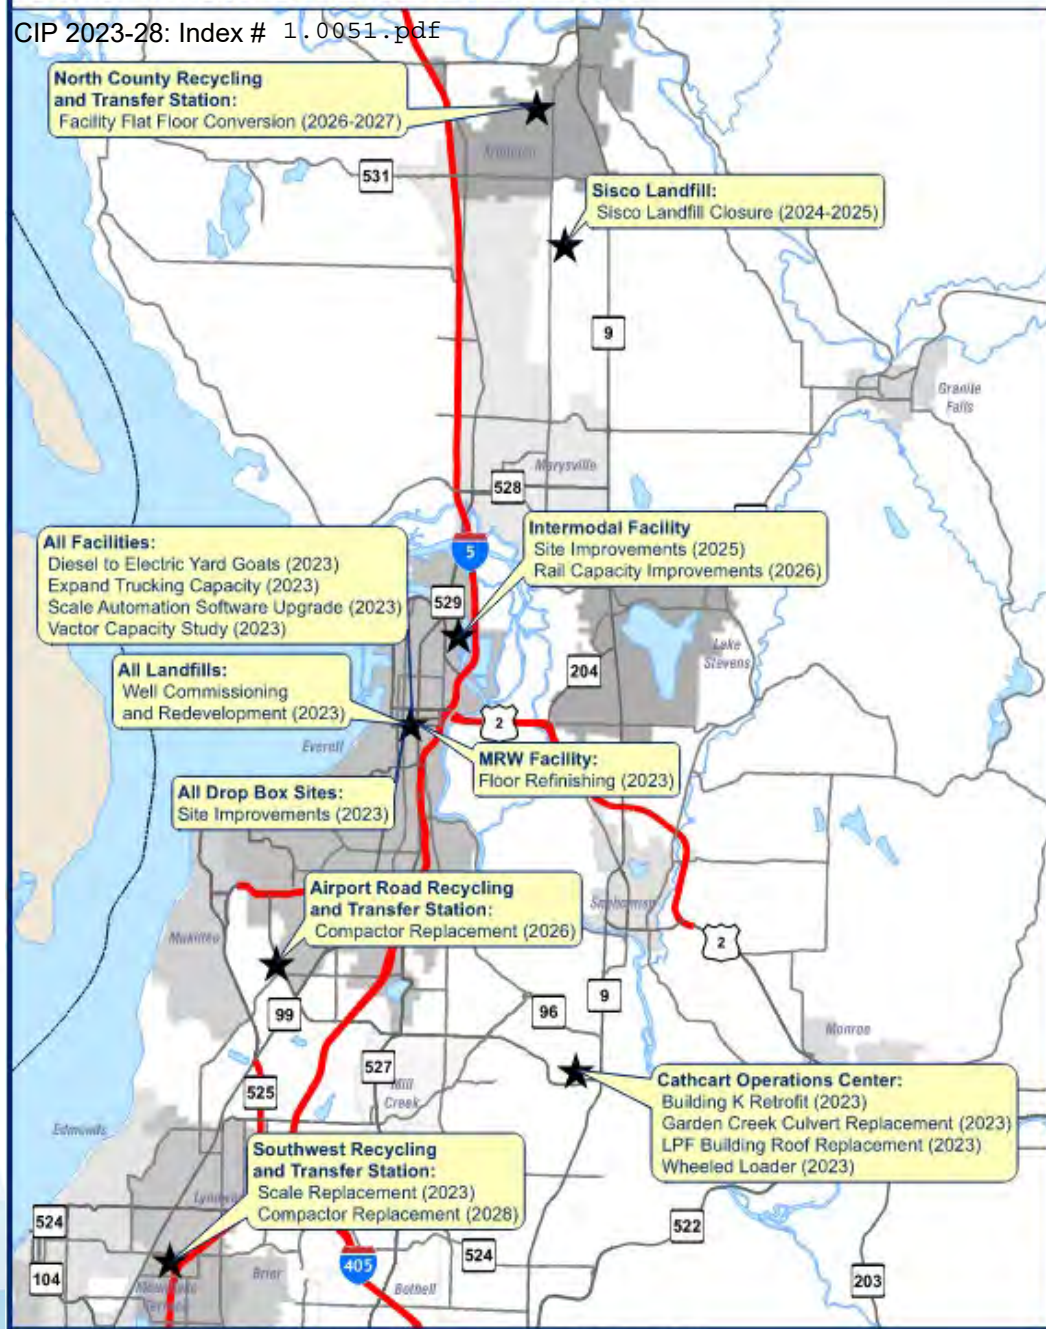 CIP 2023-28: Index # 1.0051.pdf
North County Recycling
and Transfer Station:
Facility Flat Floor Conversion (2026-2027)
Arlington
531
Sisco Landfill:
Sisco Landfill Closure (2024-2025)
9
Granite
Falls
Marysville
528
All Facilities:
Diesel to Electric Yard Goats (2023)
Expand Trucking Capacity (2023)
Scale Automation Software Upgrade (2023)
Vactor Capacity Study (2023)
Intermodal Facility
Site Improvements (2025)
Rail Capacity Improvements (2026)
5
529
Lake
Stevens
204
All Landfills:
Well Commissioning
and Redevelopment (2023)
2
Everett
MRW Facility:
Floor Refinishing (2023)
All Drop Box Sites:
Site Improvements (2023)
Airport Road Recycling
and Transfer Station:
Compactor Replacement (2026)
Snohomish
Mukilteo
2
9
99
96
Monroe
527
Mill
Creek
525
Cathcart Operations Center:
Building K Retrofit (2023)
Garden Creek Culvert Replacement (2023)
LPF Building Roof Replacement (2023)
Wheeled Loader (2023)
Edmonds
Southwest Recycling
and Transfer Station:
Scale Replacement (2023)
Compactor Replacement (2028)
524
522
524
405
104
Brier
Bothell
203